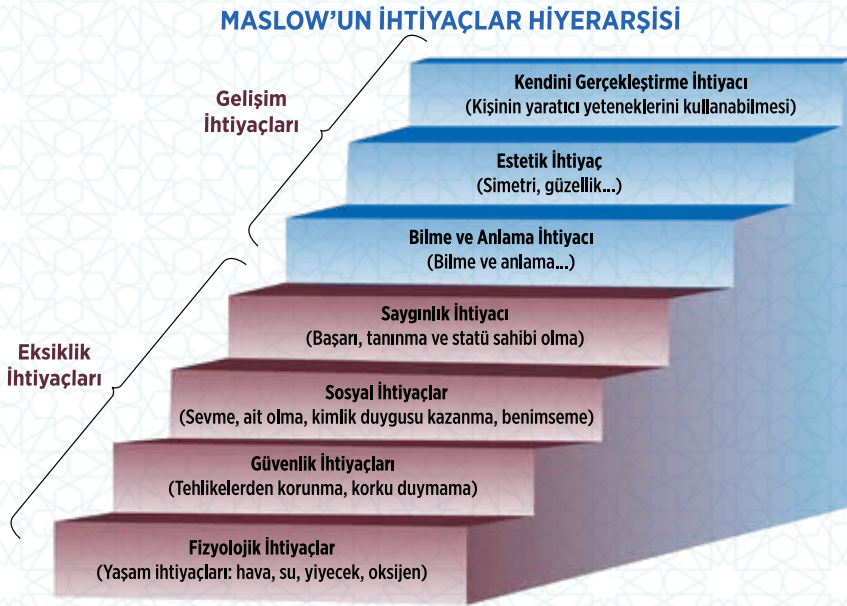 MASLOW'UN İHTİYAÇLAR HİYERARŞİSİ
Gelişim
İhtiyaçları
Kendini Gerçekleştirme İhtiyacı
(Kişinin yaratıcı yeteneklerini kullanabilmesi)
Estetik İhtiyaç
(Simetri, güzellik...)
Bilme ve Anlama İhtiyacı
(Bilme ve anlama...)
Eksiklik
İhtiyaçları
Saygınlık İhtiyacı
(Başarı, tanınma ve statü sahibi olma)
Sosyal İhtiyaçlar
(Sevme, ait olma, kimlik duygusu kazanma, benimseme)
Güvenlik İhtiyaçları
(Tehlikelerden korunma, korku duymama)
Fizyolojik İhtiyaçlar
(Yaşam ihtiyaçları: hava, su, yiyecek, oksijen)